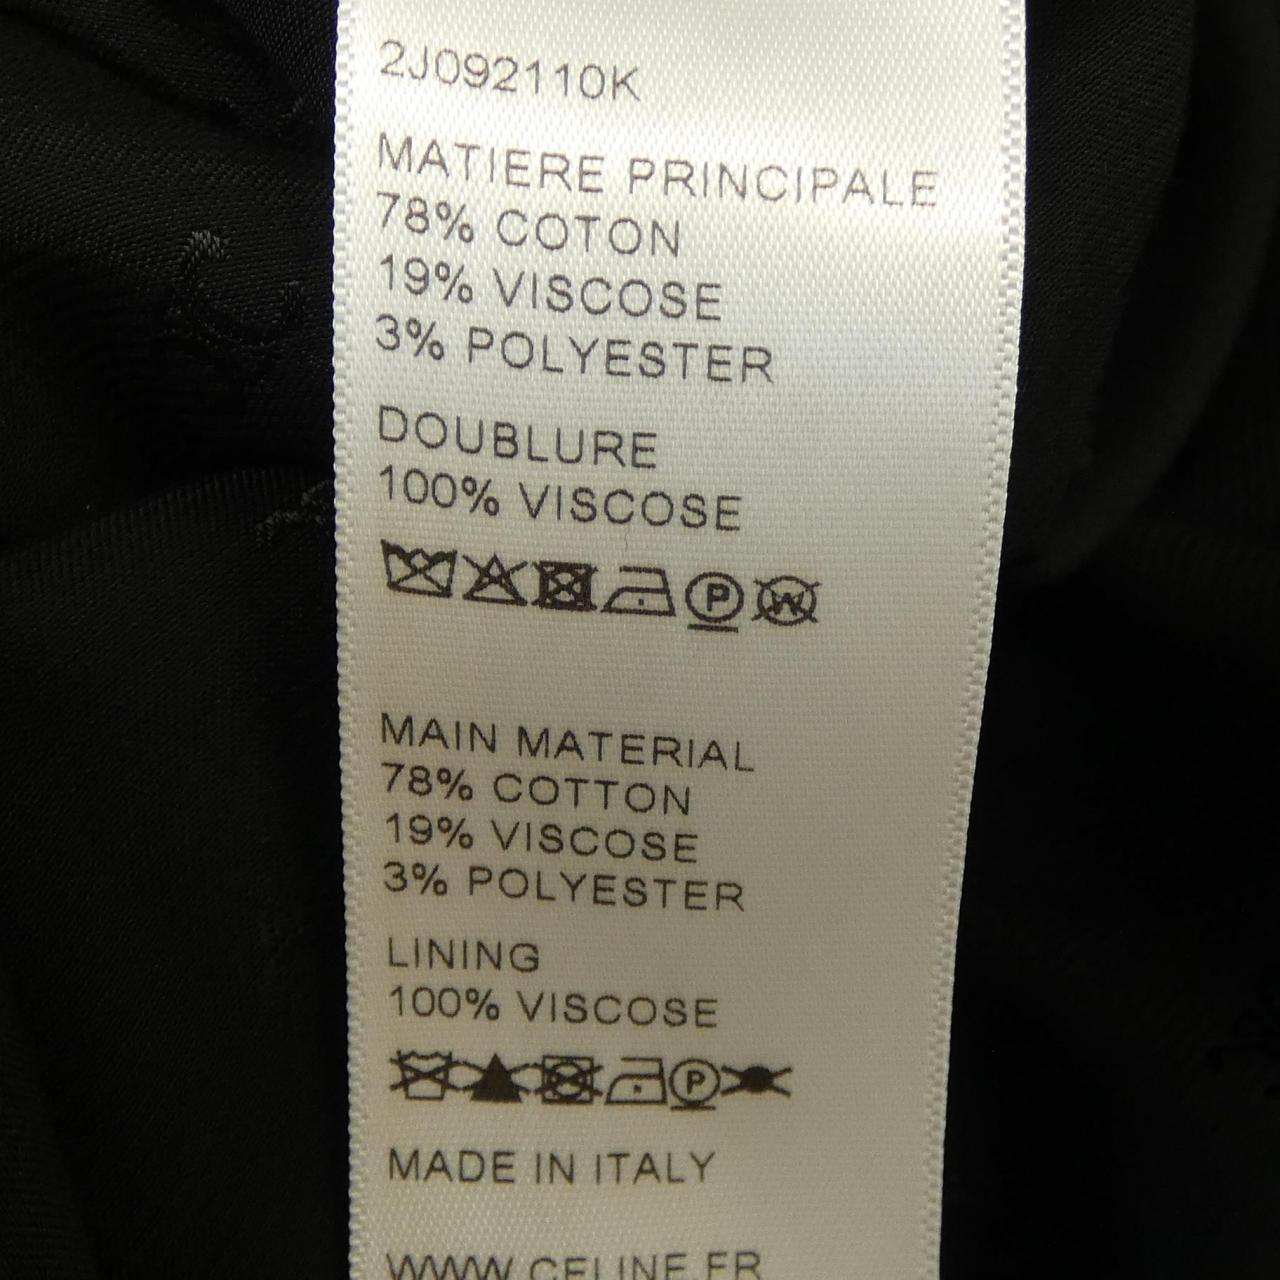 2J092110K
MATIERE PRINCIPALE
78% COTON
19% VISCOSE
3% POLYESTER
DOUBLURE
100% VISCOSE
P W
MAIN MATERIAL
78% COTTON
19% VISCOSE
3% POLYESTER
LINING
100% VISCOSE
P
MADE IN ITALY
WWW.CELINE.FR